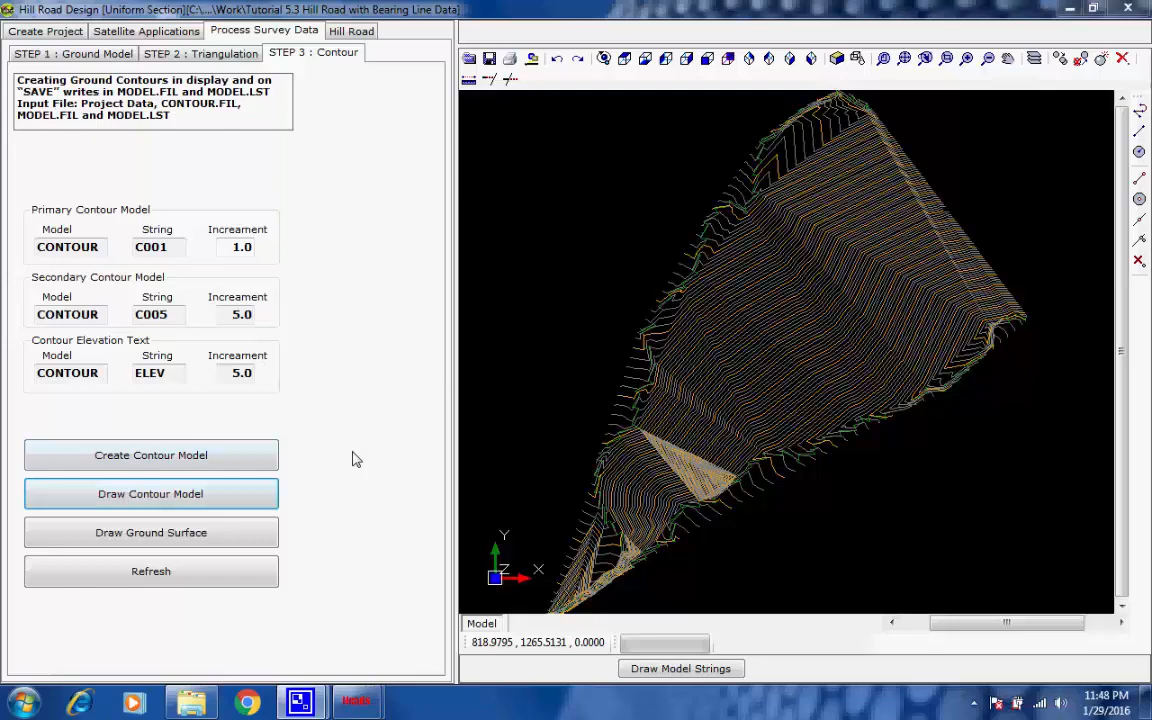 Hill Road Design [Uniform Section][C:\....\Work\Tutorial 5.3 Hill Road with Bearing Line Data]
Create Project
Satellite Applications
Process Survey Data
Hill Road
STEP 1 : Ground Model
STEP 2 : Triangulation
STEP 3 : Contour
Creating Ground Contours in display and on
“SAVE” writes in MODEL.FIL and MODEL.LST
Input File: Project Data, CONTOUR.FIL,
MODEL.FIL and MODEL.LST
Primary Contour Model
Model String Increament
CONTOUR C001 1.0
Secondary Contour Model
Model String Increament
CONTOUR C005 5.0
Contour Elevation Text
Model String Increament
CONTOUR ELEV 5.0
Create Contour Model
Draw Contour Model
Draw Ground Surface
Refresh
Y
Z X
Model
818.9795 , 1265.5131 , 0.0000
Draw Model Strings
Heads
11:48 PM
1/29/2016